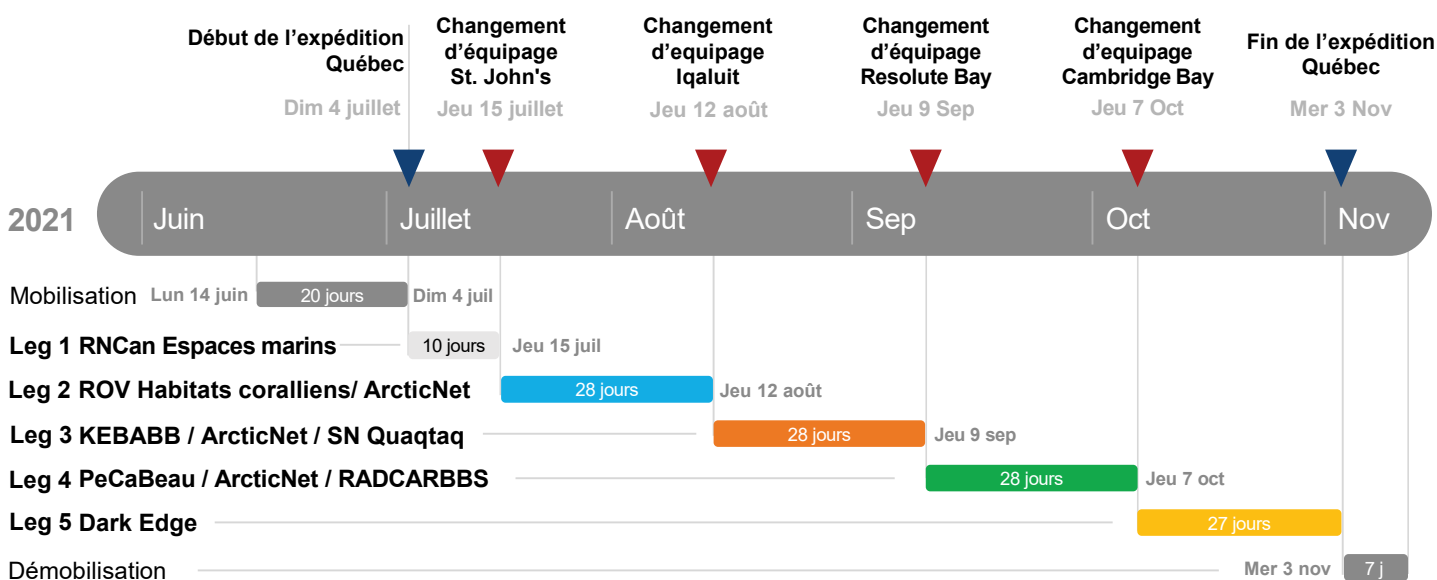 Début de l’expédition
Québec
Dim 4 juillet
Changement
d’équipage
St. John's
Jeu 15 juillet
Changement
d’equipage
Iqaluit
Jeu 12 août
Changement
d’équipage
Resolute Bay
Jeu 9 Sep
Changement
d’equipage
Cambridge Bay
Jeu 7 Oct
Fin de l’expédition
Québec
Mer 3 Nov
2021 Juin Juillet Août Sep Oct Nov
Mobilisation Lun 14 juin 20 jours Dim 4 juil
Leg 1 RNCan Espaces marins 10 jours Jeu 15 juil
Leg 2 ROV Habitats coralliens/ ArcticNet 28 jours Jeu 12 août
Leg 3 KEBABB / ArcticNet / SN Quaqtaq 28 jours Jeu 9 sep
Leg 4 PeCaBeau / ArcticNet / RADCARBBS 28 jours Jeu 7 oct
Leg 5 Dark Edge 27 jours
Démobilisation Mer 3 nov 7 j